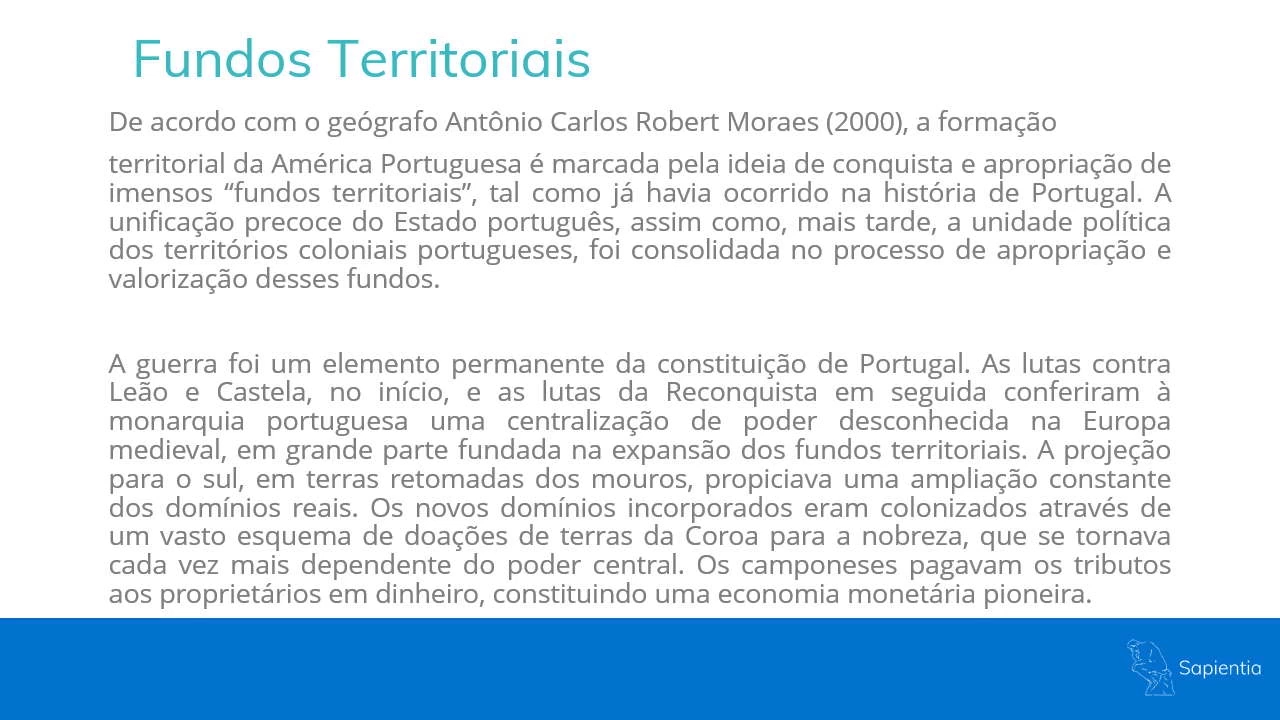 Fundos Territoriais
De acordo com o geógrafo Antônio Carlos Robert Moraes (2000), a formação
territorial da América Portuguesa é marcada pela ideia de conquista e apropriação de
imensos “fundos territoriais”, tal como já havia ocorrido na história de Portugal. A
unificação precoce do Estado português, assim como, mais tarde, a unidade política
dos territórios coloniais portugueses, foi consolidada no processo de apropriação e
valorização desses fundos.
A guerra foi um elemento permanente da constituição de Portugal. As lutas contra
Leão e Castela, no início, e as lutas da Reconquista em seguida conferiram à
monarquia portuguesa uma centralização de poder desconhecida na Europa
medieval, em grande parte fundada na expansão dos fundos territoriais. A projeção
para o sul, em terras retomadas dos mouros, propiciava uma ampliação constante
dos domínios reais. Os novos domínios incorporados eram colonizados através de
um vasto esquema de doações de terras da Coroa para a nobreza, que se tornava
cada vez mais dependente do poder central. Os camponeses pagavam os tributos
aos proprietários em dinheiro, constituindo uma economia monetária pioneira.
Sapientia